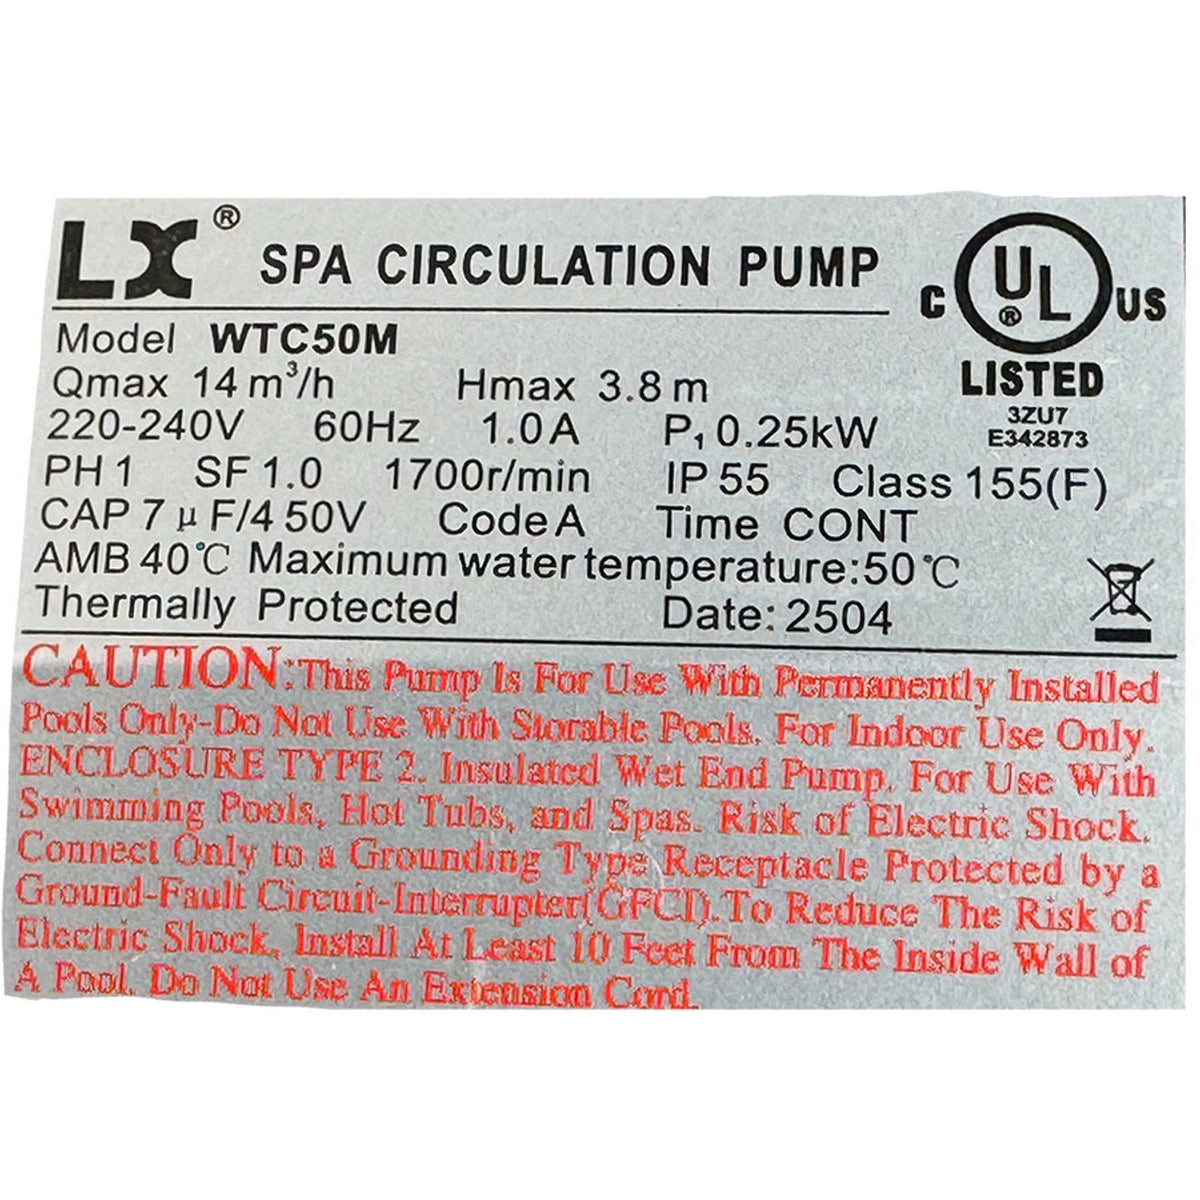 LX® SPA CIRCULATION PUMP
C UL® US
LISTED
3ZU7
E342873
Model WTC50M
Qmax 14 m³/h Hmax 3.8 m
220-240V 60Hz 1.0A P₁ 0.25kW
PH 1 SF 1.0 1700r/min IP 55 Class 155(F)
CAP 7 μF/450V Code A Time CONT
AMB 40℃ Maximum water temperature:50℃
Thermally Protected Date: 2504
CAUTION:This Pump Is For Use With Permanently Installed
Pools Only-Do Not Use With Storable Pools. For Indoor Use Only.
ENCLOSURE TYPE 2. Insulated Wet End Pump. For Use With
Swimming Pools, Hot Tubs, and Spas. Risk of Electric Shock.
Connect Only to a Grounding Type Receptacle Protected by a
Ground-Fault Circuit-Interrupter(GFCI).To Reduce The Risk of
Electric Shock, Install At Least 10 Feet From The Inside Wall of
A Pool. Do Not Use An Extension Cord.